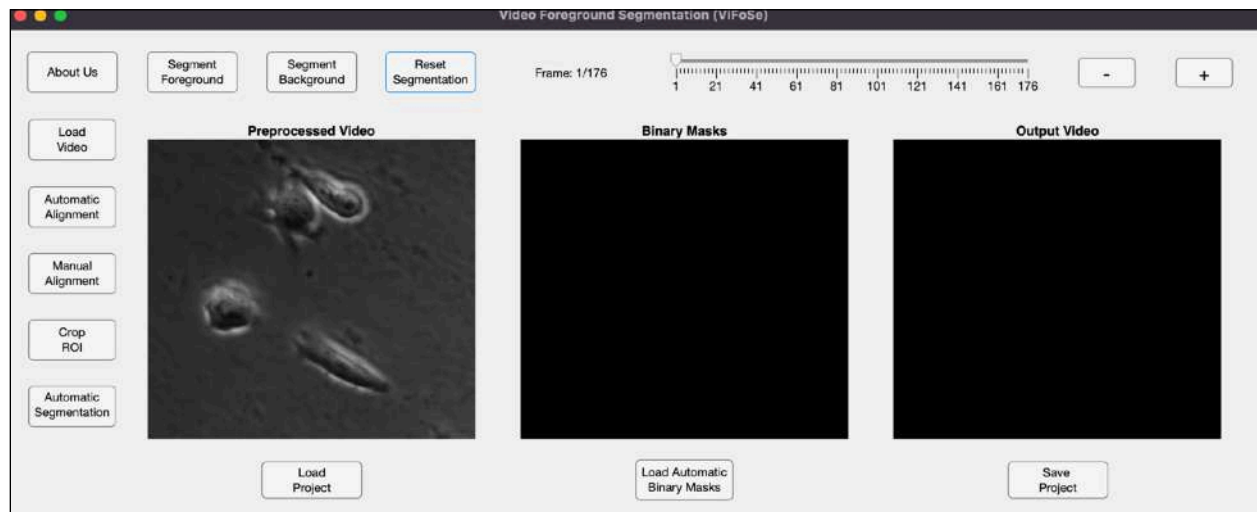 Video Foreground Segmentation (ViFoSe)
About Us
Segment
Foreground
Segment
Background
Reset
Segmentation
Frame: 1/176
1 21 41 61 81 101 121 141 161 176
-
+
Load
Video
Automatic
Alignment
Manual
Alignment
Crop
ROI
Automatic
Segmentation
Preprocessed Video
Binary Masks
Output Video
Load
Project
Load Automatic
Binary Masks
Save
Project